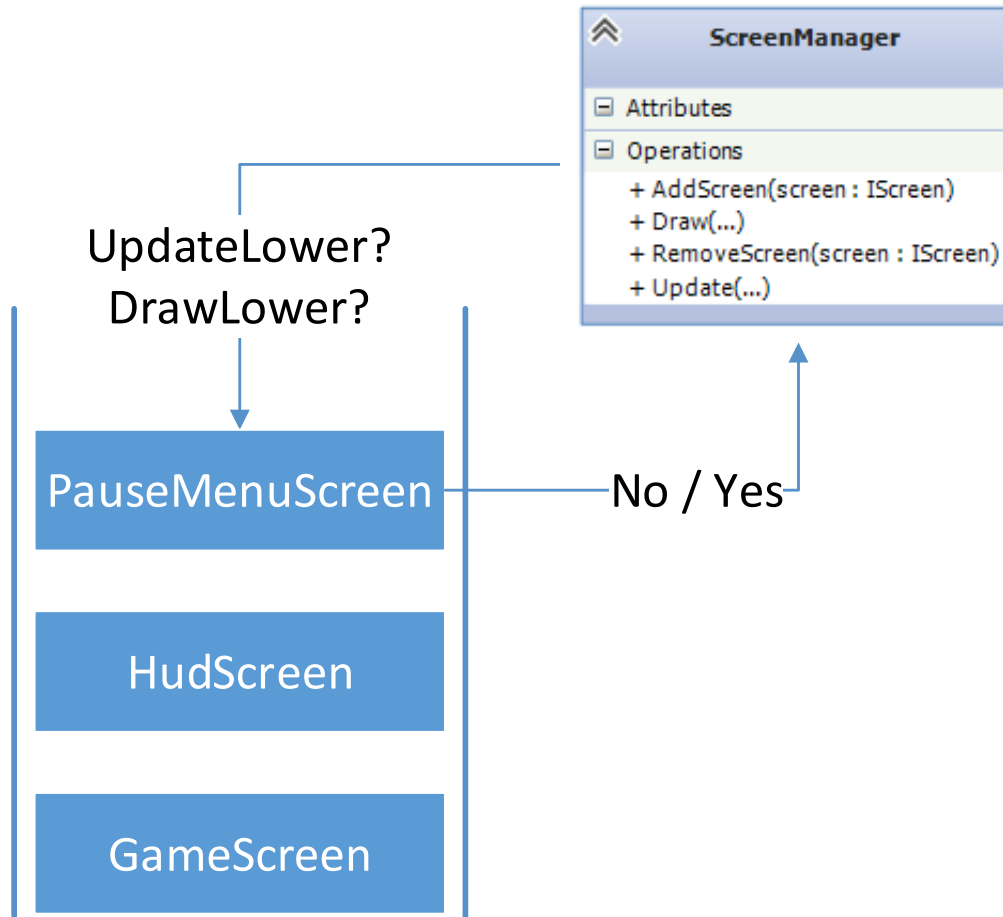 ScreenManager
Attributes
Operations
+ AddScreen(screen : IScreen)
+ Draw(...)
+ RemoveScreen(screen : IScreen)
+ Update(...)
UpdateLower?
DrawLower?
PauseMenuScreen
No / Yes
HudScreen
GameScreen